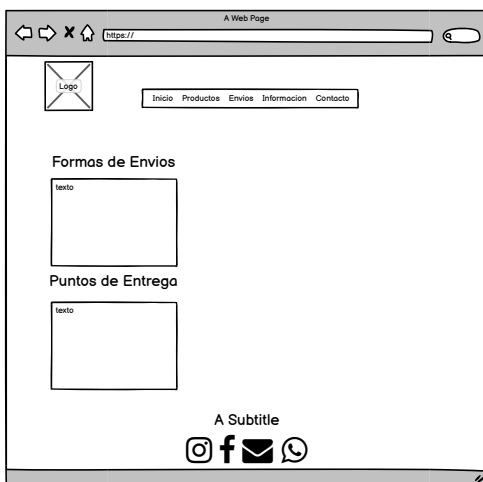 A Web Page
https://
Logo
Inicio Productos Envios Informacion Contacto
Formas de Envios
texto
Puntos de Entrega
texto
A Subtitle